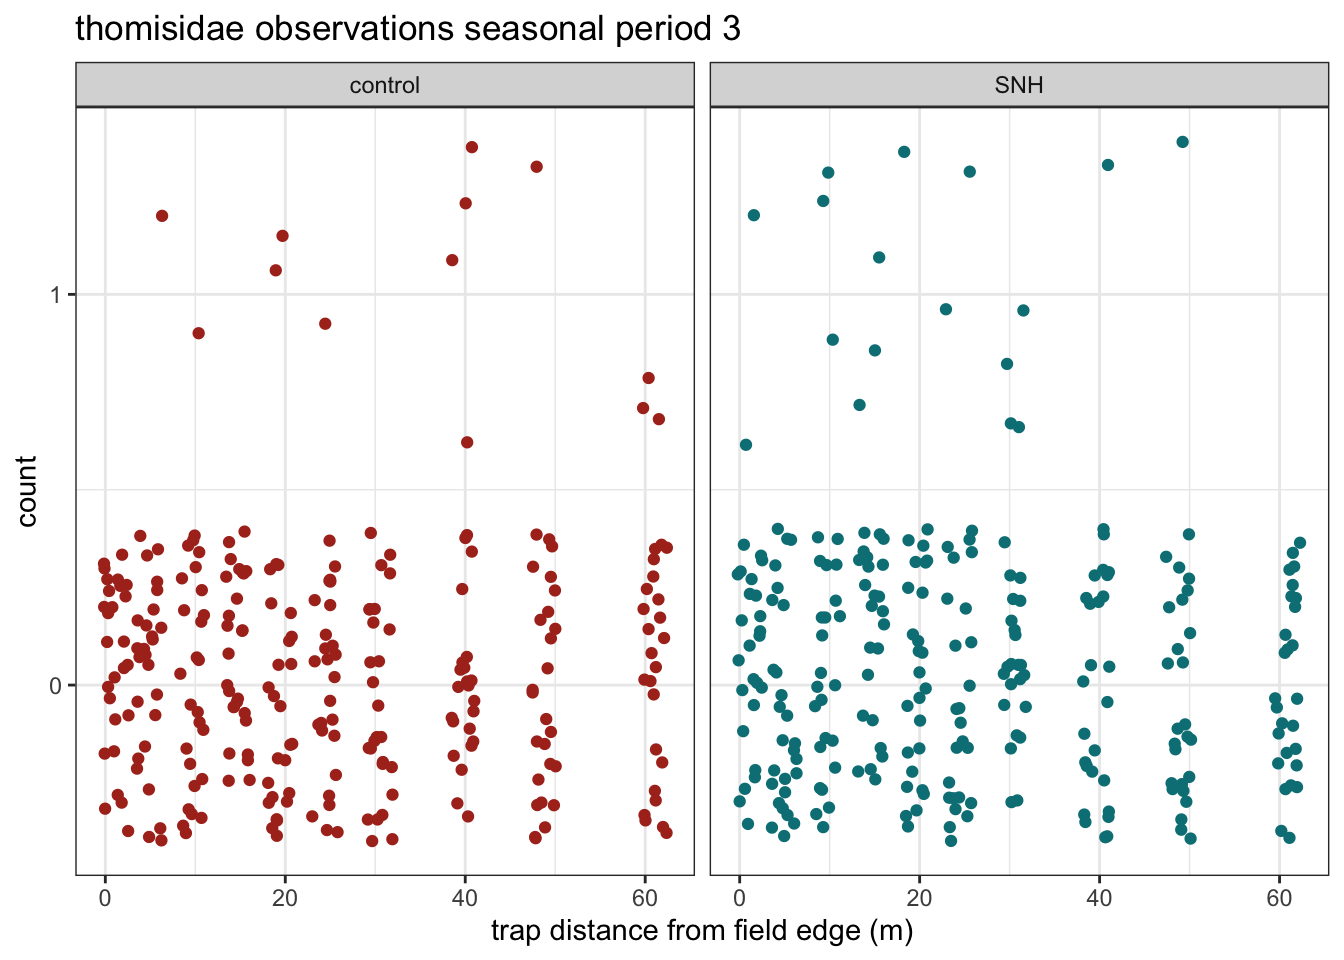 thomisidae observations seasonal period 3
control
SNH
count
1
0
0
20
40
60
0
20
40
60
trap distance from field edge (m)